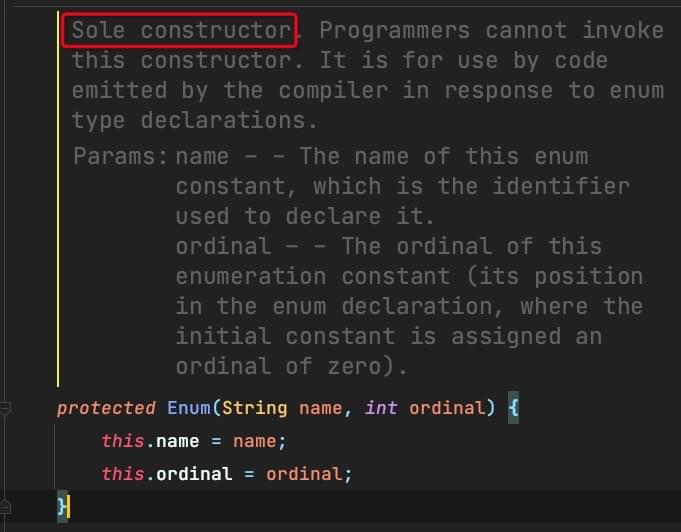 Sole constructor. Programmers cannot invoke
this constructor. It is for use by code
emitted by the compiler in response to enum
type declarations.
Params: name - - The name of this enum
constant, which is the identifier
used to declare it.
ordinal - - The ordinal of this
enumeration constant (its position
in the enum declaration, where the
initial constant is assigned an
ordinal of zero).
protected Enum(String name, int ordinal) {
this.name = name;
this.ordinal = ordinal;
}